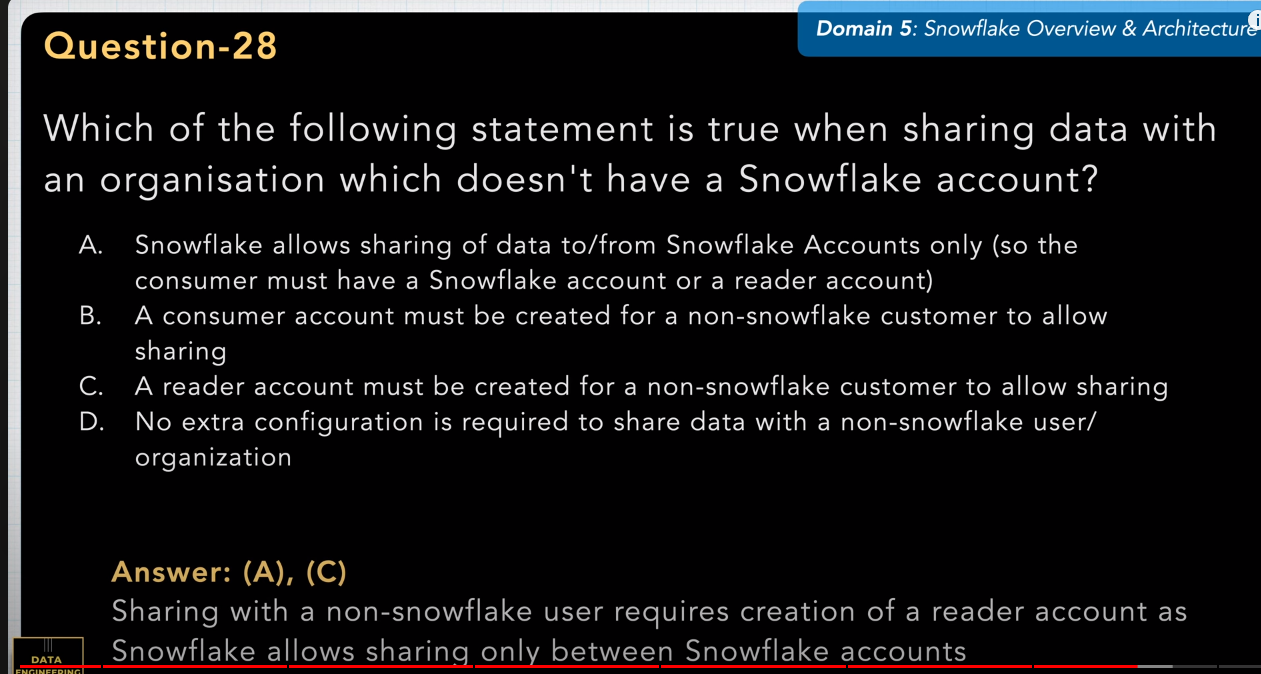 Domain 5: Snowflake Overview & Architecture
Question-28
Which of the following statement is true when sharing data with
an organisation which doesn't have a Snowflake account?
A. Snowflake allows sharing of data to/from Snowflake Accounts only (so the
consumer must have a Snowflake account or a reader account)
B. A consumer account must be created for a non-snowflake customer to allow
sharing
C. A reader account must be created for a non-snowflake customer to allow sharing
D. No extra configuration is required to share data with a non-snowflake user/
organization
Answer: (A), (C)
Sharing with a non-snowflake user requires creation of a reader account as
Snowflake allows sharing only between Snowflake accounts
DATA
ENGINEERING